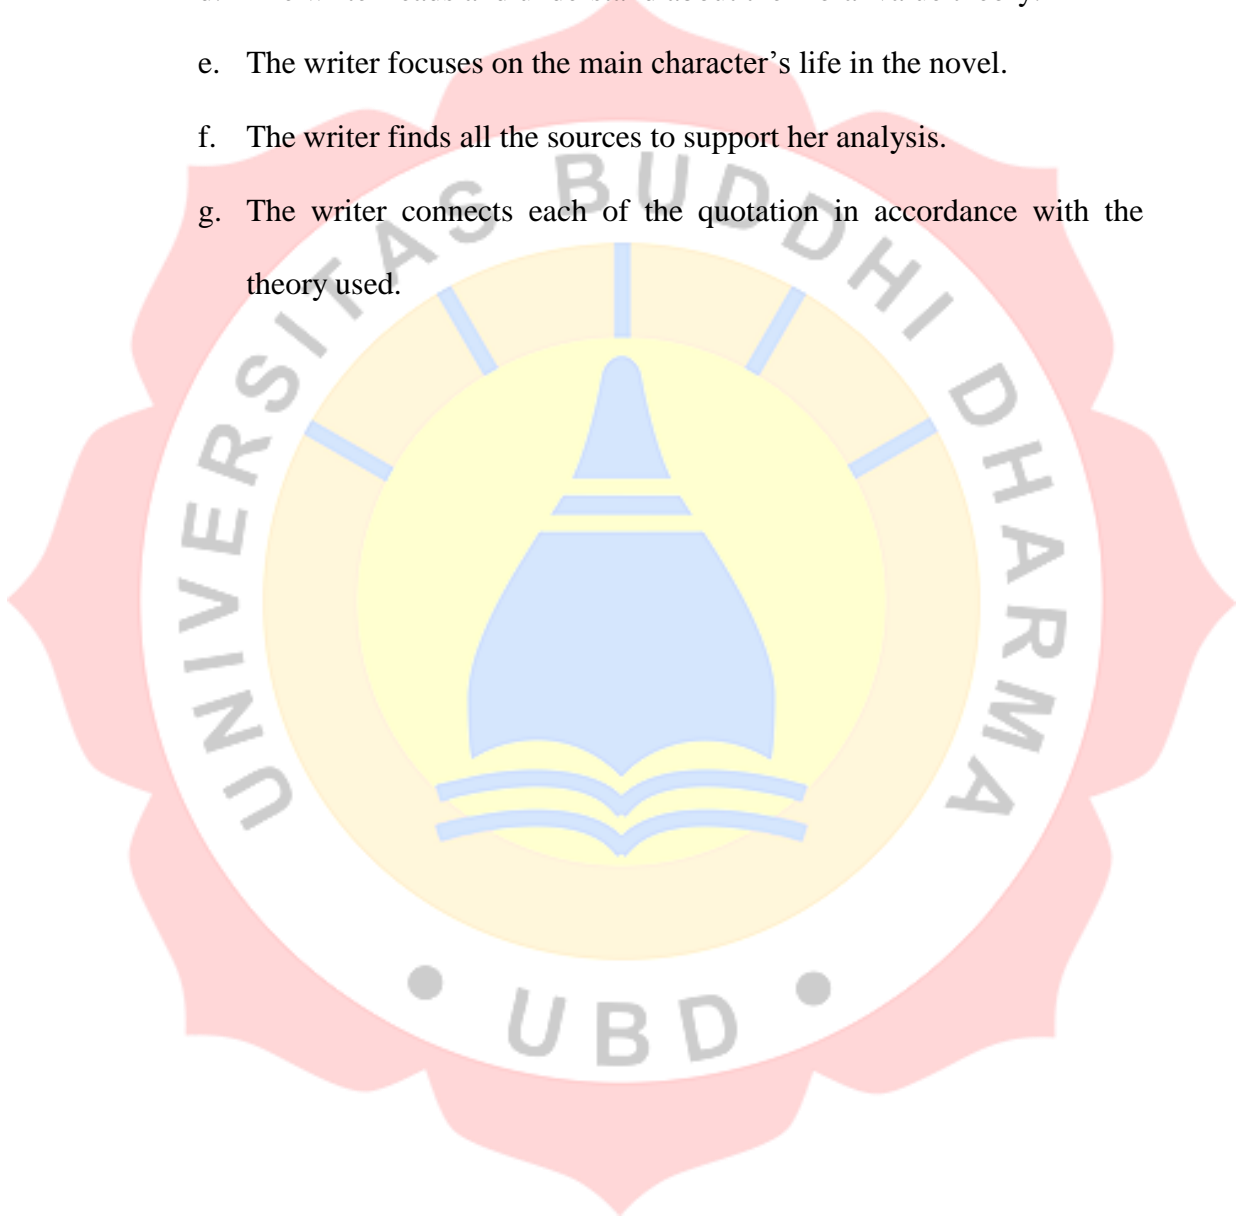 e. The writer focuses on the main character’s life in the novel.
f. The writer finds all the sources to support her analysis.
g. The writer connects each of the quotation in accordance with the
theory used.
UNIVERSITAS BUDDHI DHARMA
• UBD •